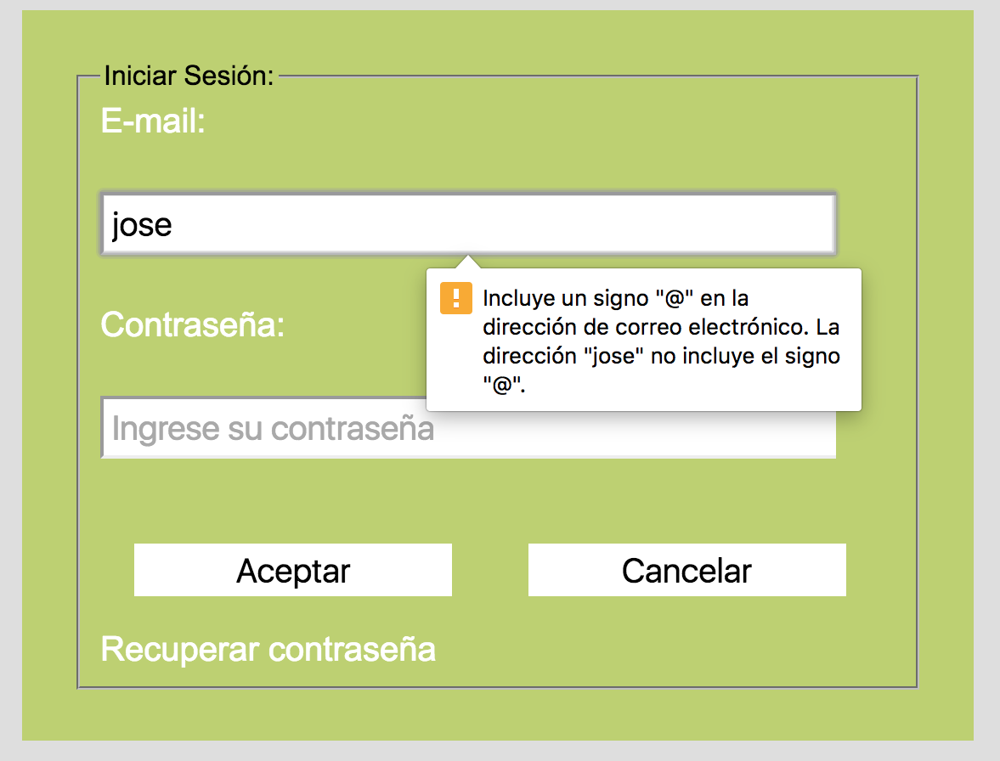 Iniciar Sesión:
E-mail:
jose
Incluye un signo "@" en la
dirección de correo electrónico. La
dirección "jose" no incluye el signo
"@".
Contraseña:
Ingrese su contraseña
Aceptar
Cancelar
Recuperar contraseña